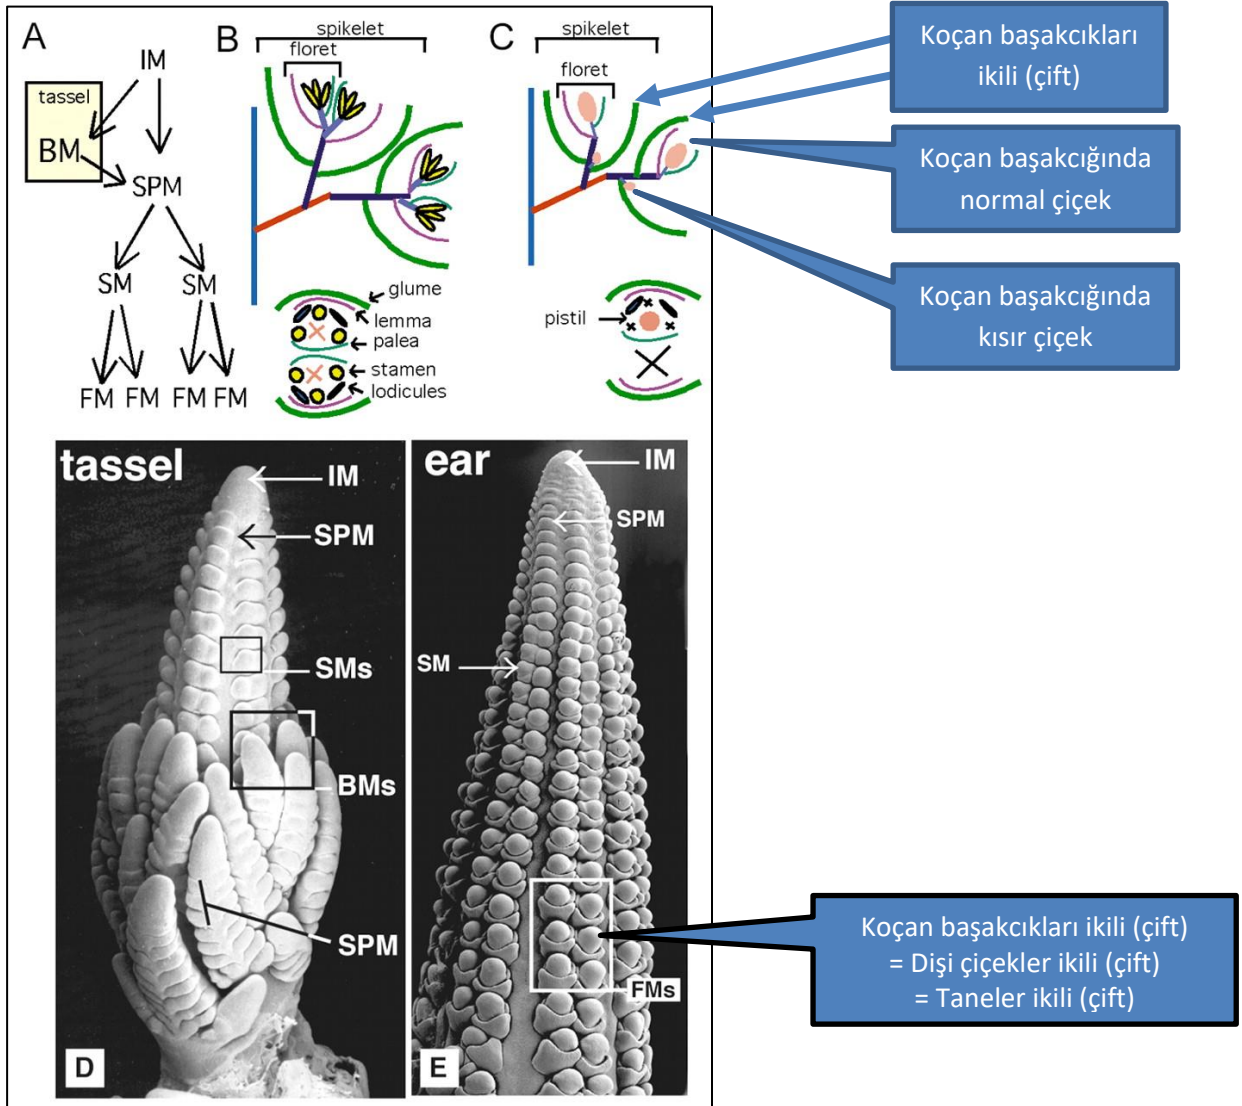 A
IM
tassel
BM
SPM
SM
SM
FM FM FM FM
B
spikelet
floret
glume
lemma
palea
stamen
lodicules
C
spikelet
floret
pistil
Koçan başakcıkları
ikili (çift)
Koçan başakcığında
normal çiçek
Koçan başakcığında
kısır çiçek
tassel
IM
SPM
SMs
BMs
SPM
D
ear
IM
SPM
SM
FMs
E
Koçan başakcıkları ikili (çift)
= Dişi çiçekler ikili (çift)
= Taneler ikili (çift)